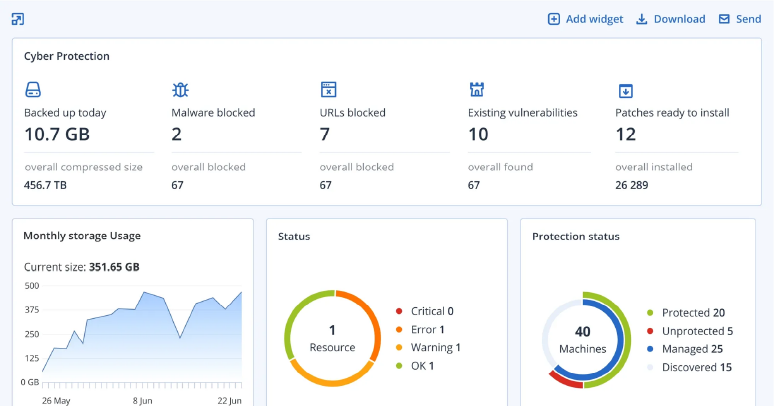 Add widget Download Send
Cyber Protection
Backed up today Malware blocked URLs blocked Existing vulnerabilities Patches ready to install
10.7 GB 2 7 10 12
overall compressed size overall blocked overall blocked overall found overall installed
456.7 TB 67 67 67 26 289
Monthly storage Usage
Current size: 351.65 GB
500
375
250
125
0 GB
26 May 8 Jun 22 Jun
Status
1
Resource
Critical 0
Error 1
Warning 1
OK 1
Protection status
40
Machines
Protected 20
Unprotected 5
Managed 25
Discovered 15